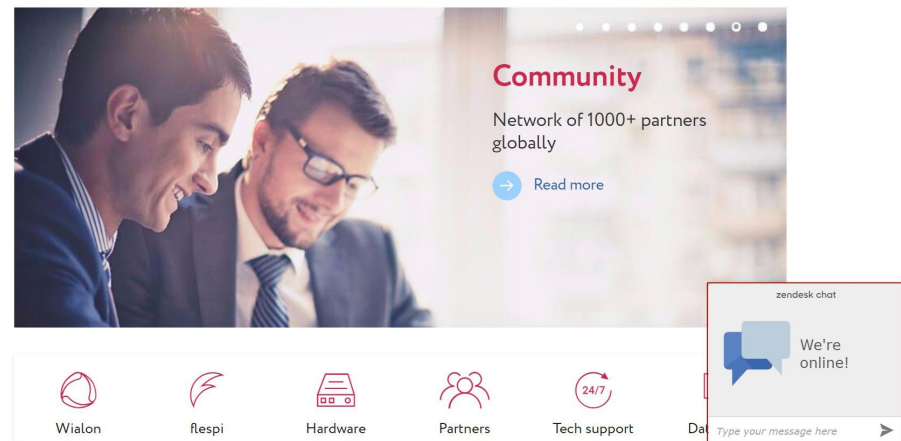 Community
Network of 1000+ partners
globally
Read more
zendesk chat
We're
online!
24/7
Wialon
flespi
Hardware
Partners
Tech support
Dat
Type your message here